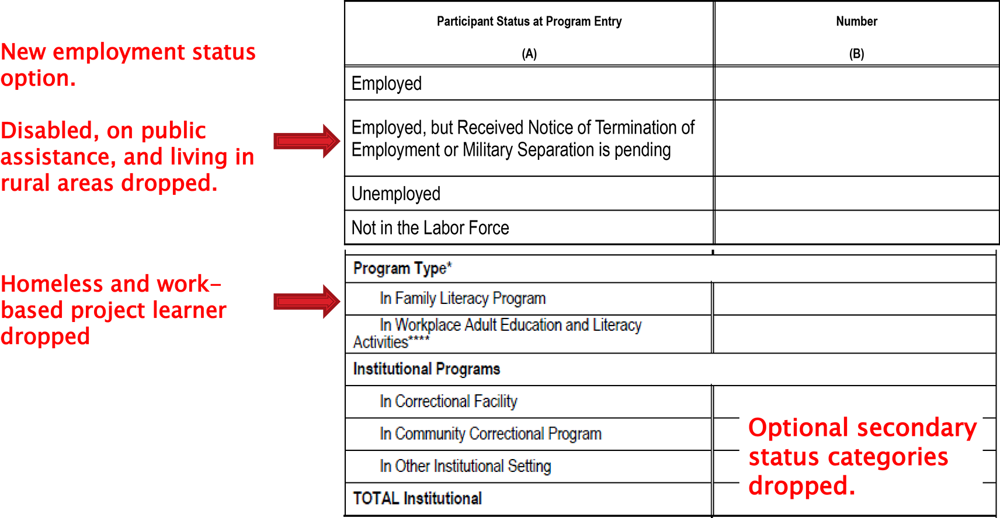 New employment status
option.
Disabled, on public
assistance, and living in
rural areas dropped.
Homeless and work-
based project learner
dropped
Participant Status at Program Entry
(A)
Number
(B)
Employed
Employed, but Received Notice of Termination of
Employment or Military Separation is pending
Unemployed
Not in the Labor Force
Program Type*
In Family Literacy Program
In Workplace Adult Education and Literacy
Activities****
Institutional Programs
In Correctional Facility
In Community Correctional Program
In Other Institutional Setting
TOTAL Institutional
Optional secondary
status categories
dropped.